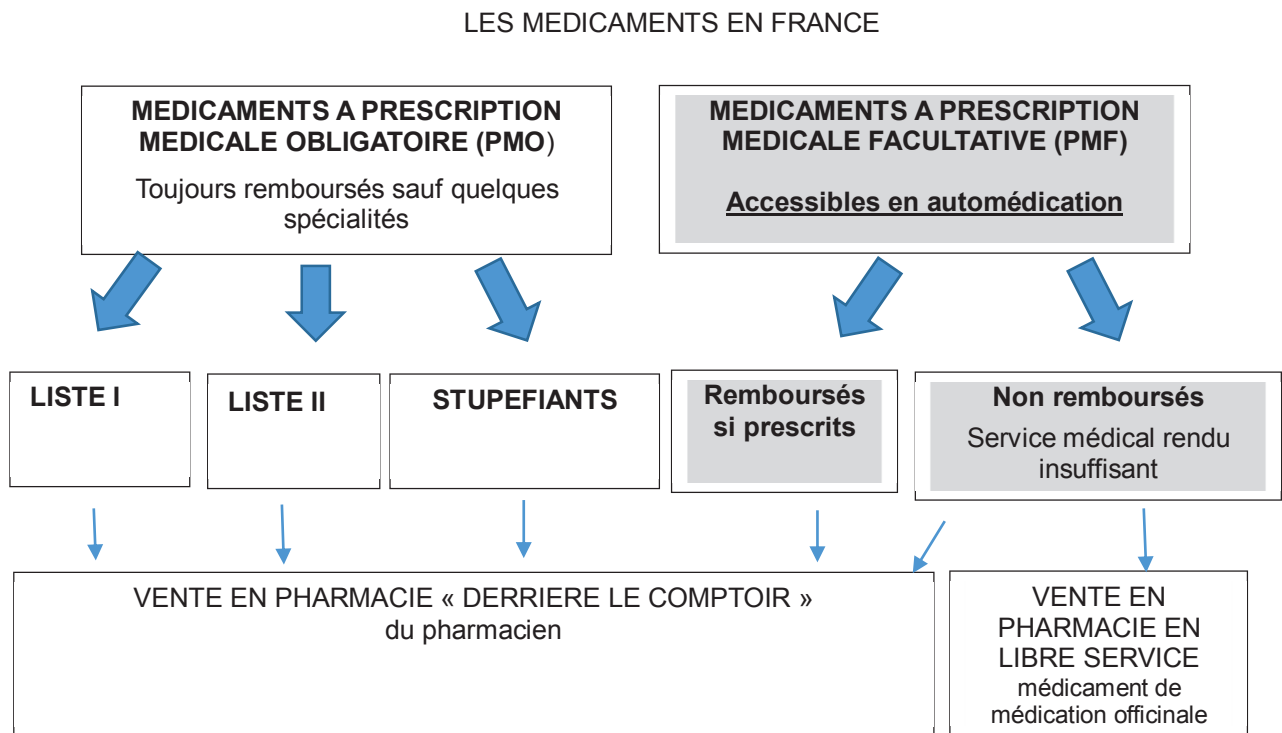 LES MEDICAMENTS EN FRANCE
MEDICAMENTS A PRESCRIPTION
MEDICALE OBLIGATOIRE (PMO)
Toujours remboursés sauf quelques
spécialités
MEDICAMENTS A PRESCRIPTION
MEDICALE FACULTATIVE (PMF)
Accessibles en automédication
LISTE I
LISTE II
STUPEFIANTS
Remboursés
si prescrits
Non remboursés
Service médical rendu
insuffisant
VENTE EN PHARMACIE « DERRIERE LE COMPTOIR »
du pharmacien
VENTE EN
PHARMACIE EN
LIBRE SERVICE
médicament de
médication officinale